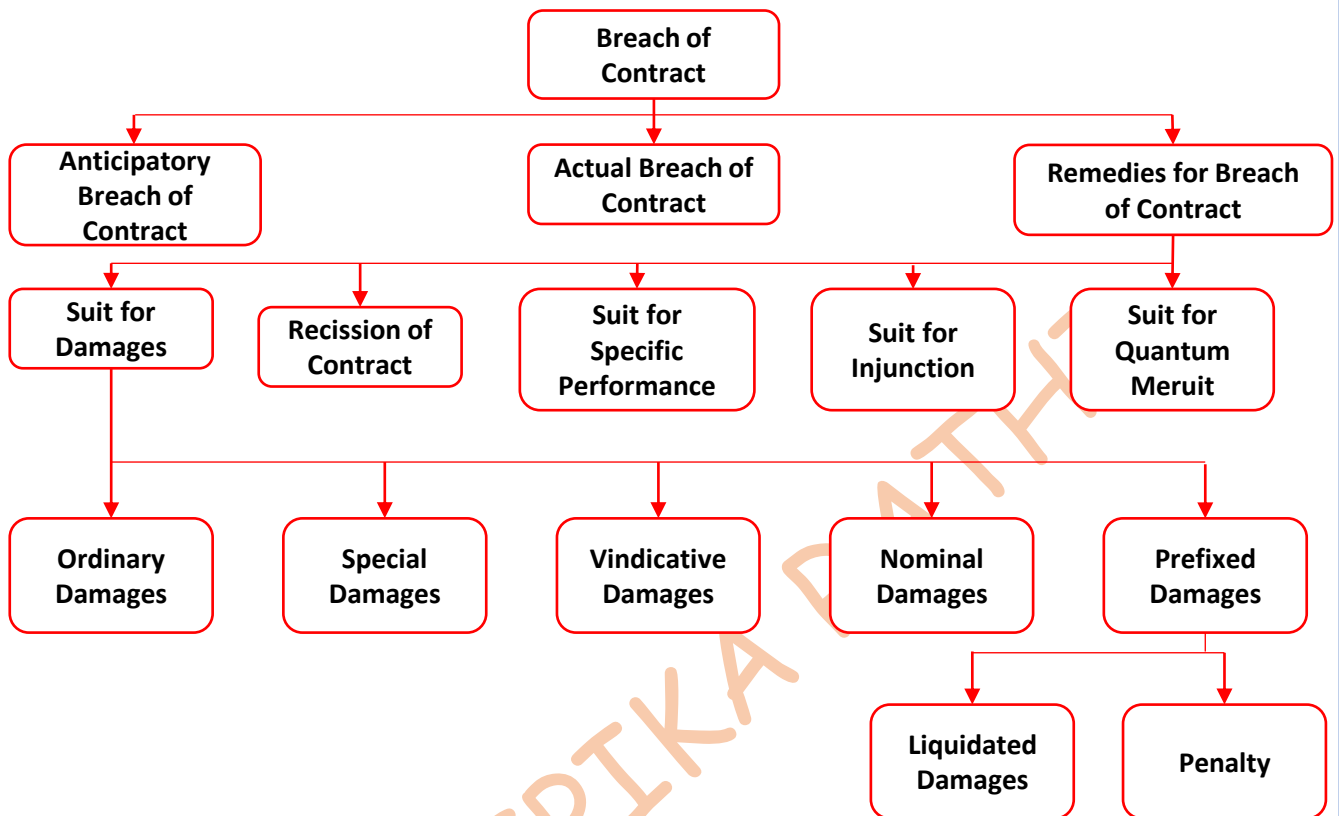 Breach of
Contract
Anticipatory
Breach of
Contract
Actual Breach of
Contract
Remedies for Breach
of Contract
Suit for
Damages
Recission of
Contract
Suit for
Specific
Performance
Suit for
Injunction
Suit for
Quantum
Meruit
Ordinary
Damages
Special
Damages
Vindicative
Damages
Nominal
Damages
Prefixed
Damages
Liquidated
Damages
Penalty